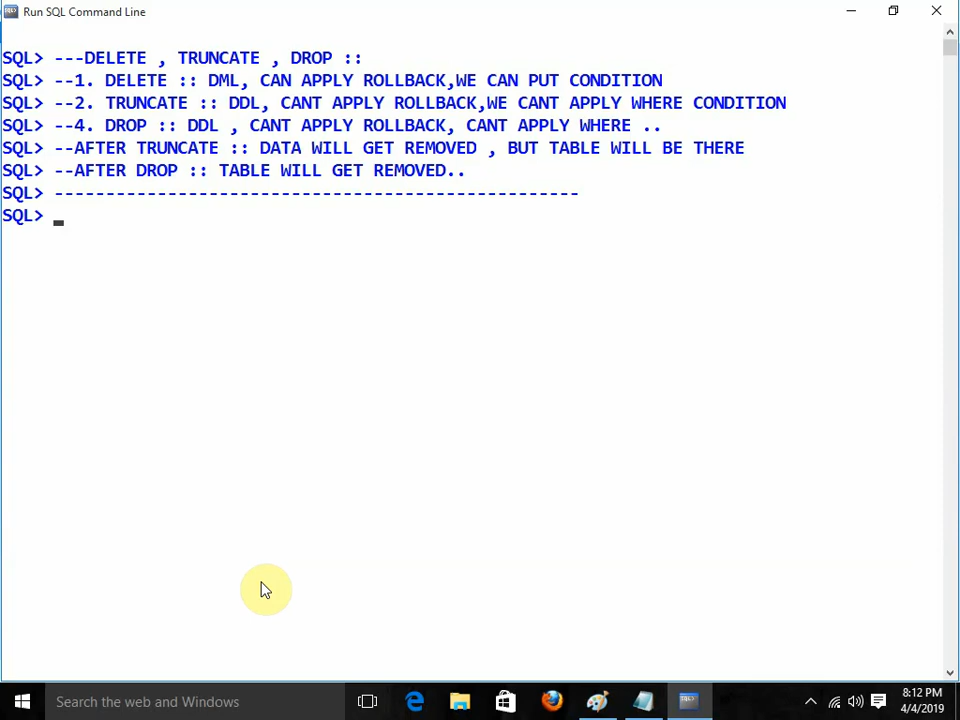 Run SQL Command Line
SQL> ---DELETE , TRUNCATE , DROP ::
SQL> --1. DELETE :: DML, CAN APPLY ROLLBACK,WE CAN PUT CONDITION
SQL> --2. TRUNCATE :: DDL, CANT APPLY ROLLBACK,WE CANT APPLY WHERE CONDITION
SQL> --4. DROP :: DDL , CANT APPLY ROLLBACK, CANT APPLY WHERE ..
SQL> --AFTER TRUNCATE :: DATA WILL GET REMOVED , BUT TABLE WILL BE THERE
SQL> --AFTER DROP :: TABLE WILL GET REMOVED..
SQL> ---------------------------------------------------
SQL> _
Search the web and Windows
8:12 PM
4/4/2019